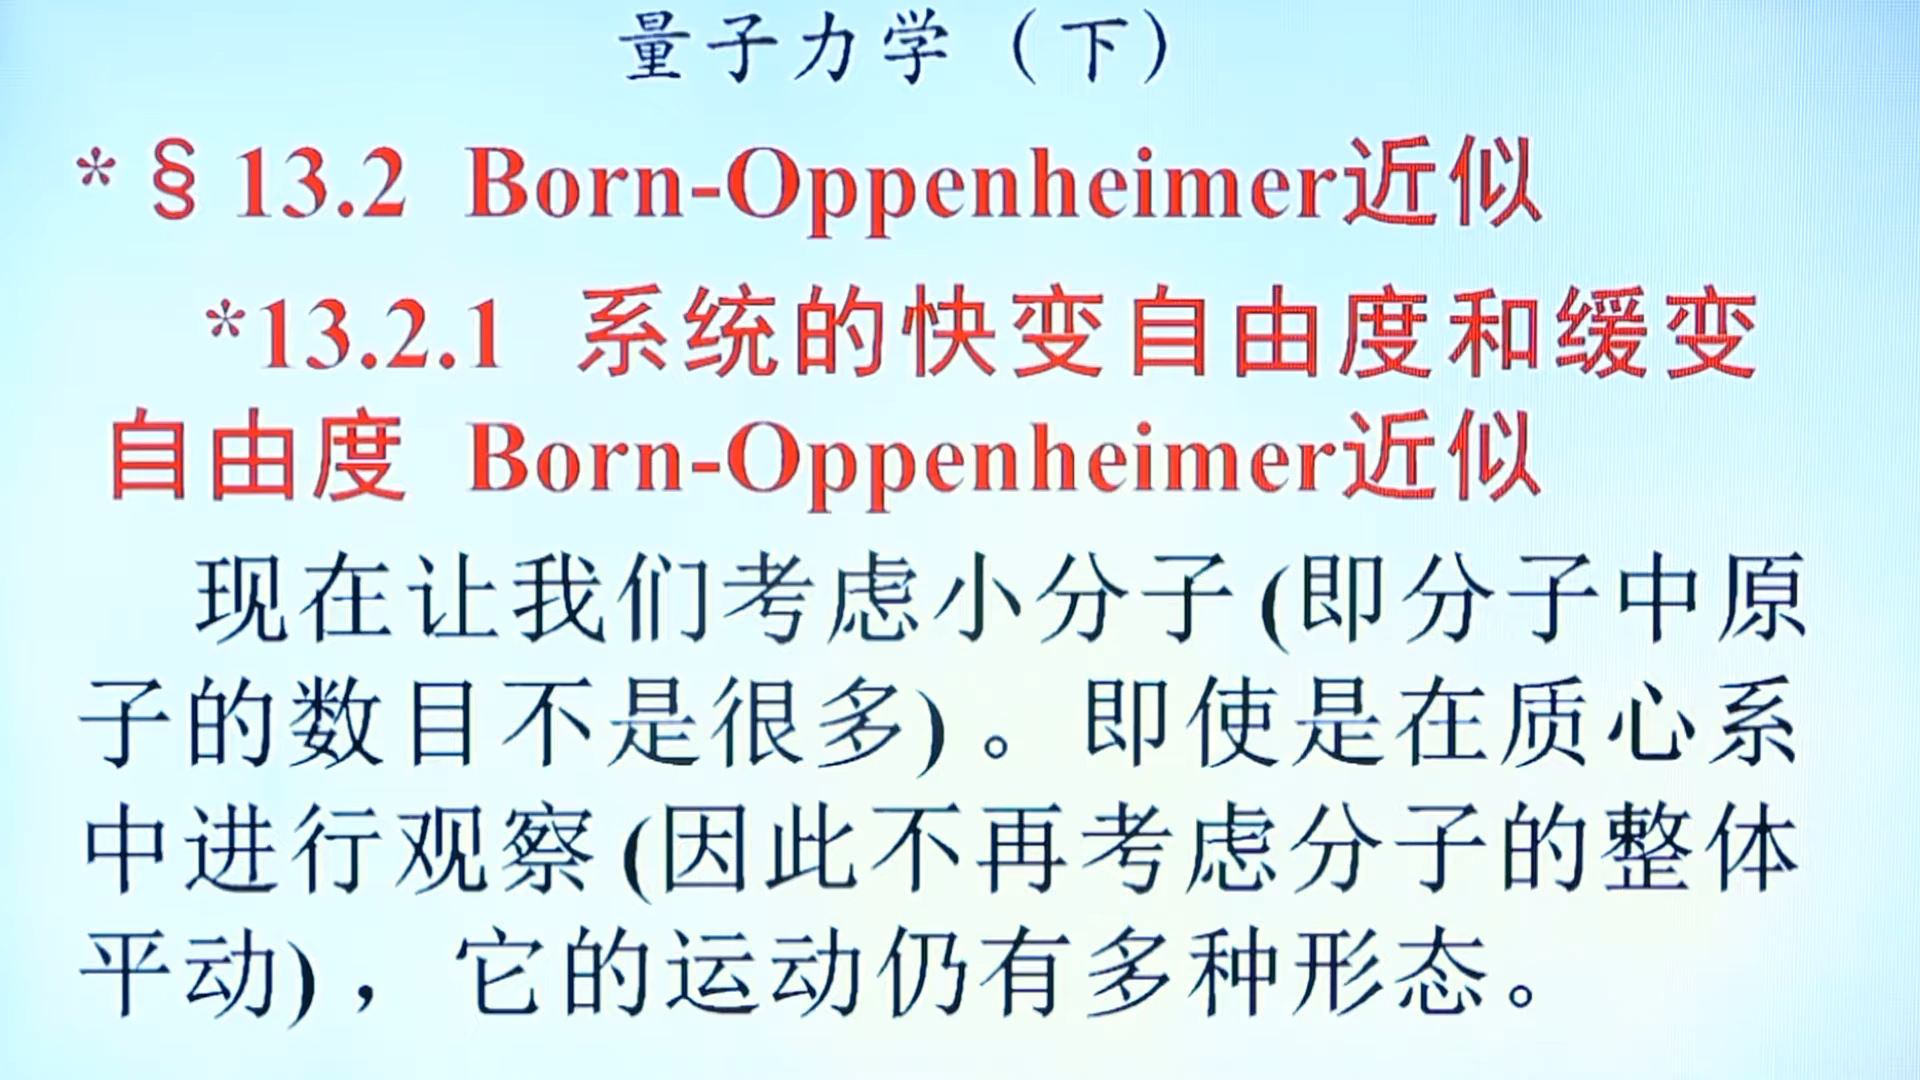 量子力学（下）
*§13.2 Born-Oppenheimer近似
*13.2.1 系统的快变自由度和缓变
自由度 Born-Oppenheimer近似
现在让我们考虑小分子(即分子中原
子的数目不是很多)。即使是在质心系
中进行观察(因此不再考虑分子的整体
平动)，它的运动仍有多种形态。